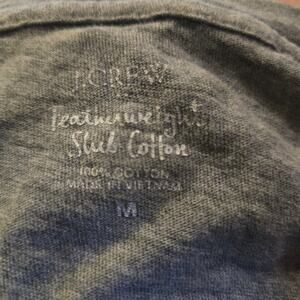 J.CREW
Featherweight
Slub Cotton
100% COTTON
MADE IN VIETNAM
M